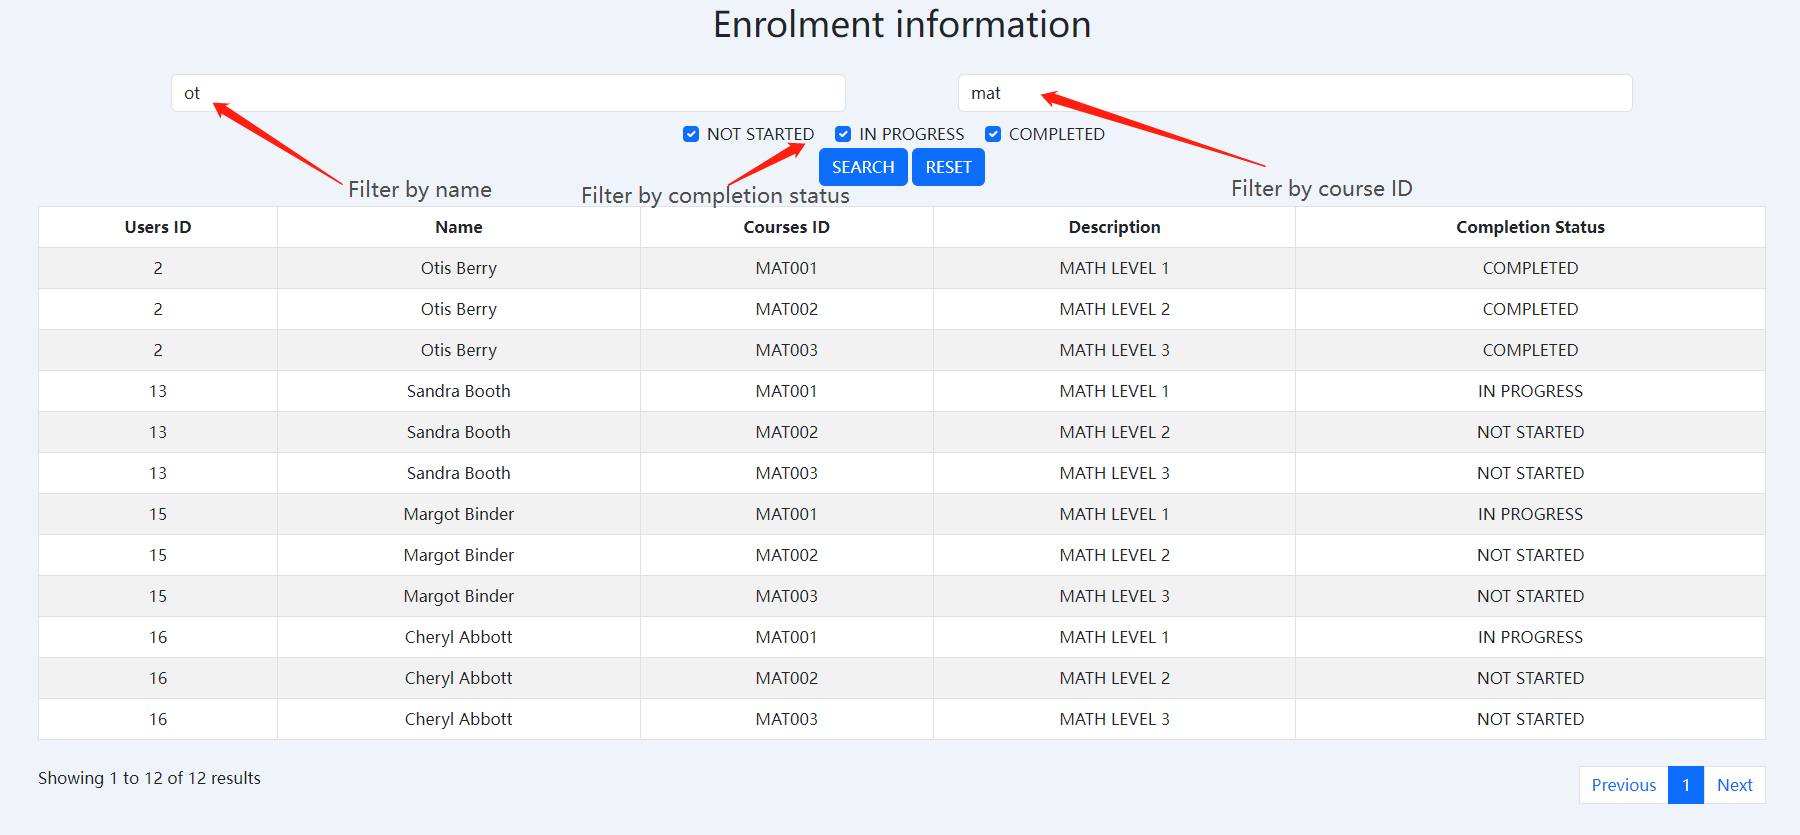 Enrolment information
ot mat
NOT STARTED IN PROGRESS COMPLETED
SEARCH RESET
Filter by name Filter by completion status Filter by course ID
Users ID Name Courses ID Description Completion Status
2 Otis Berry MAT001 MATH LEVEL 1 COMPLETED
2 Otis Berry MAT002 MATH LEVEL 2 COMPLETED
2 Otis Berry MAT003 MATH LEVEL 3 COMPLETED
13 Sandra Booth MAT001 MATH LEVEL 1 IN PROGRESS
13 Sandra Booth MAT002 MATH LEVEL 2 NOT STARTED
13 Sandra Booth MAT003 MATH LEVEL 3 NOT STARTED
15 Margot Binder MAT001 MATH LEVEL 1 IN PROGRESS
15 Margot Binder MAT002 MATH LEVEL 2 NOT STARTED
15 Margot Binder MAT003 MATH LEVEL 3 NOT STARTED
16 Cheryl Abbott MAT001 MATH LEVEL 1 IN PROGRESS
16 Cheryl Abbott MAT002 MATH LEVEL 2 NOT STARTED
16 Cheryl Abbott MAT003 MATH LEVEL 3 NOT STARTED
Showing 1 to 12 of 12 results Previous 1 Next